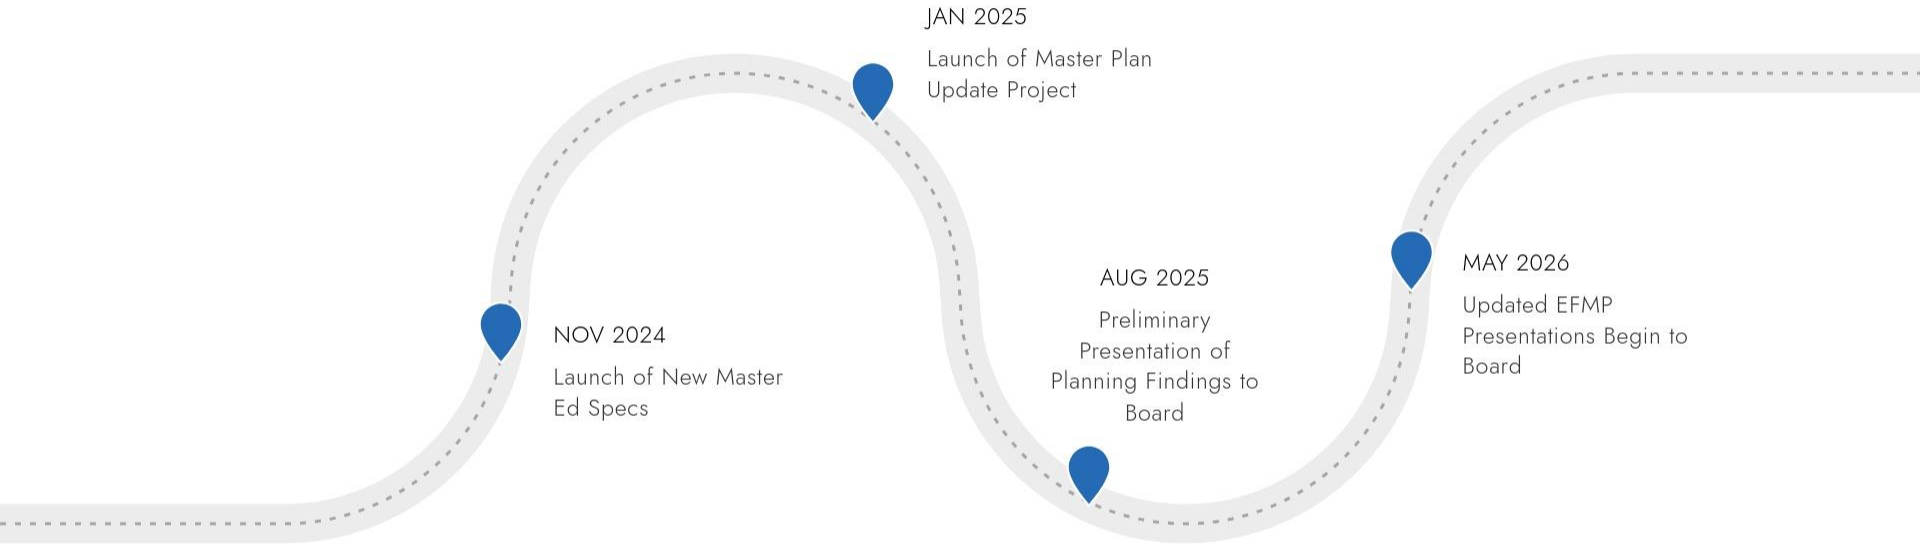 JAN 2025
Launch of Master Plan
Update Project
NOV 2024
Launch of New Master
Ed Specs
AUG 2025
Preliminary
Presentation of
Planning Findings to
Board
MAY 2026
Updated EFMP
Presentations Begin to
Board